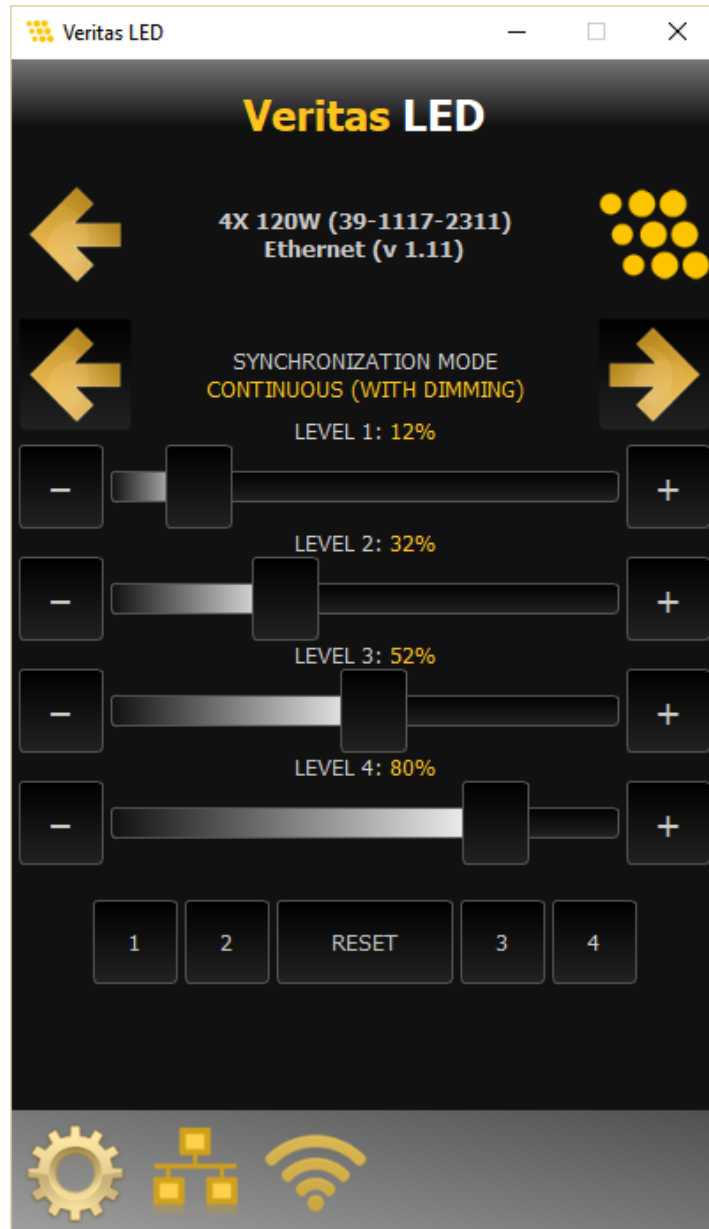 Veritas LED
Veritas LED
4X 120W (39-1117-2311)
Ethernet (v 1.11)
SYNCHRONIZATION MODE
CONTINUOUS (WITH DIMMING)
LEVEL 1: 12%
− +
LEVEL 2: 32%
− +
LEVEL 3: 52%
− +
LEVEL 4: 80%
− +
1 2 RESET 3 4